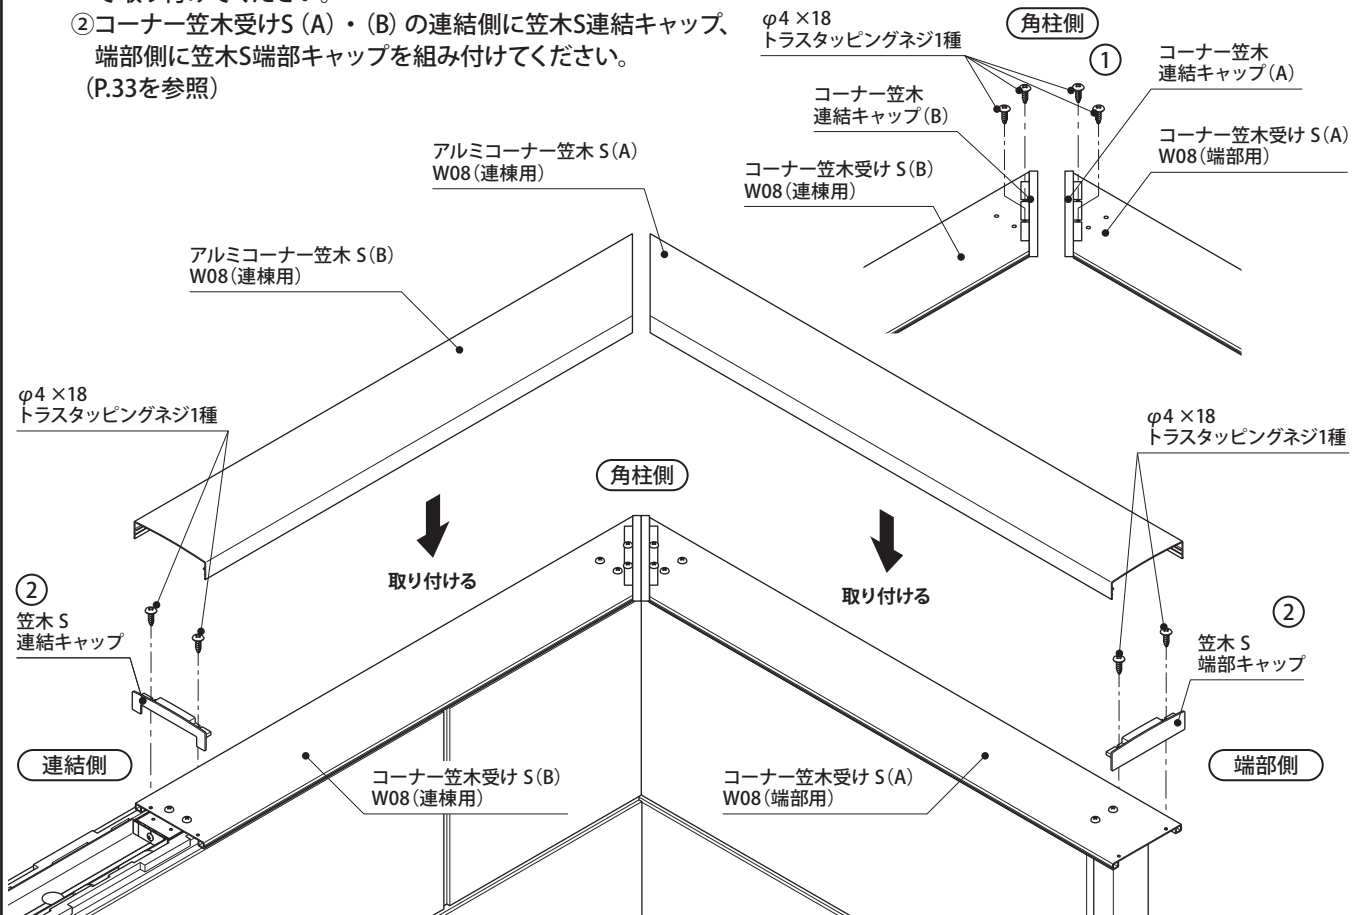 で取り付けてください。
②コーナー笠木受けS（A）・（B）の連結側に笠木S連結キャップ、
端部側に笠木S端部キャップを組み付けてください。
（P.33を参照）
φ4×18
トラスタッピングネジ1種
角柱側
①
コーナー笠木
連結キャップ（A）
コーナー笠木
連結キャップ（B）
コーナー笠木受け S（A）
W08（端部用）
コーナー笠木受け S（B）
W08（連棟用）
アルミコーナー笠木 S（A）
W08（連棟用）
アルミコーナー笠木 S（B）
W08（連棟用）
φ4×18
トラスタッピングネジ1種
φ4×18
トラスタッピングネジ1種
角柱側
取り付ける
取り付ける
②
笠木 S
連結キャップ
②
笠木 S
端部キャップ
連結側
コーナー笠木受け S（B）
W08（連棟用）
コーナー笠木受け S（A）
W08（端部用）
端部側